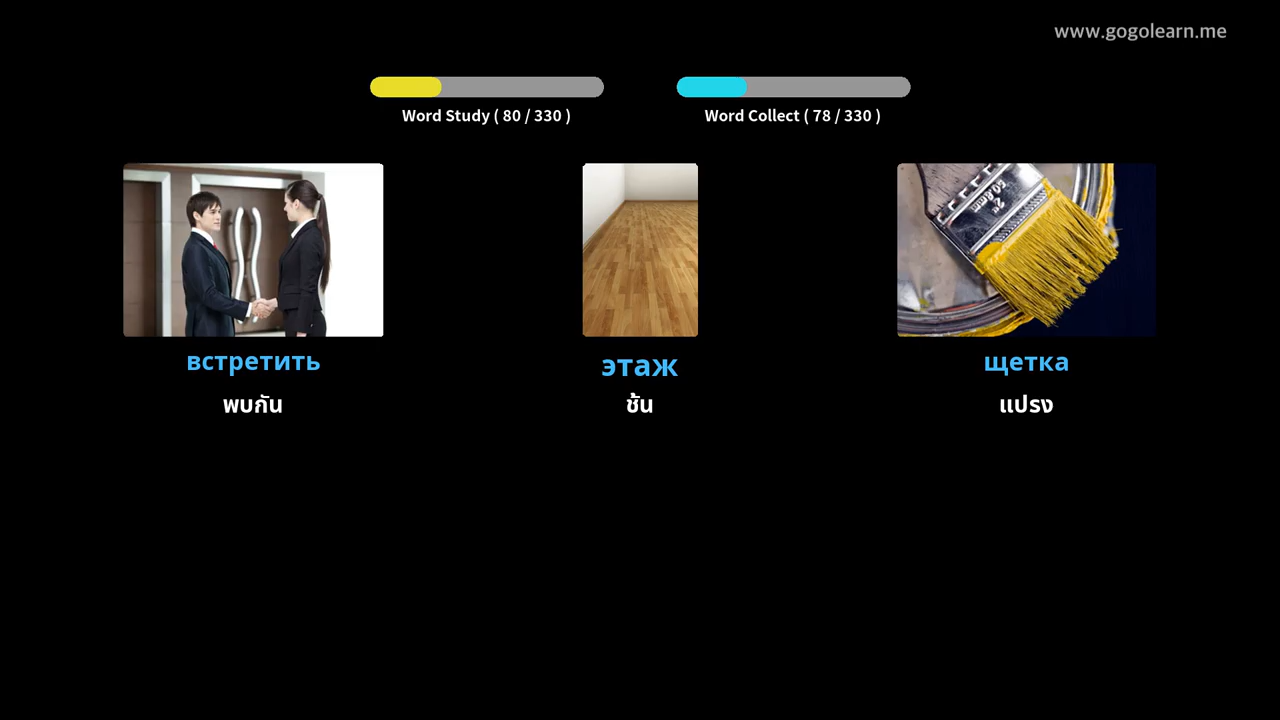 www.gogolearn.me
Word Study ( 80 / 330 )
Word Collect ( 78 / 330 )
встретить
этаж
щетка
พบกัน
ชั้น
แปรง